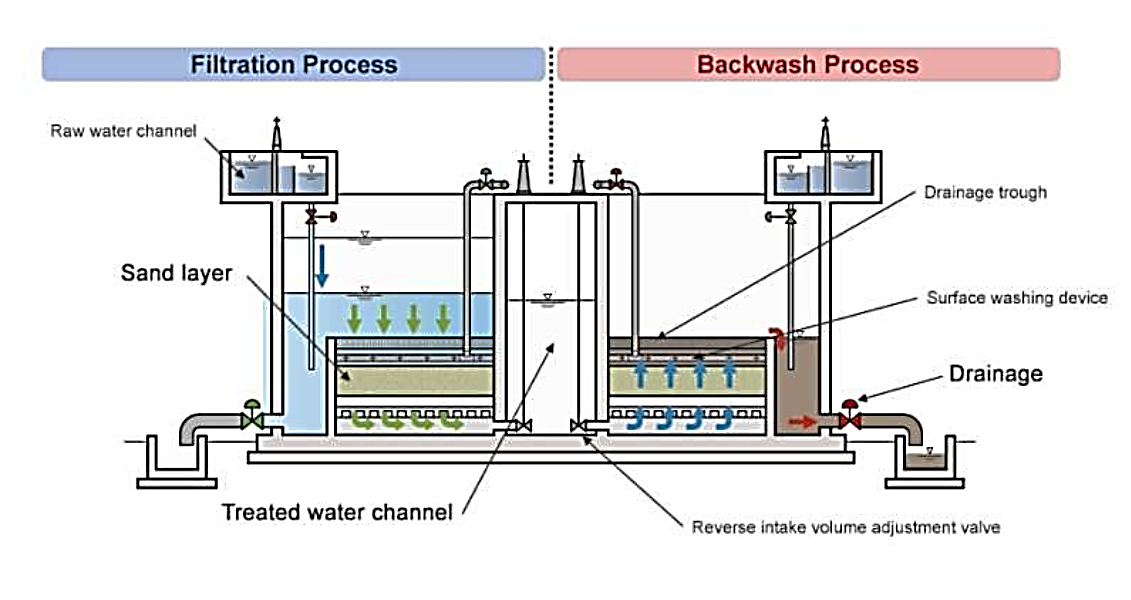 Filtration Process
Backwash Process
Raw water channel
Drainage trough
Sand layer
Surface washing device
Drainage
Treated water channel
Reverse intake volume adjustment valve